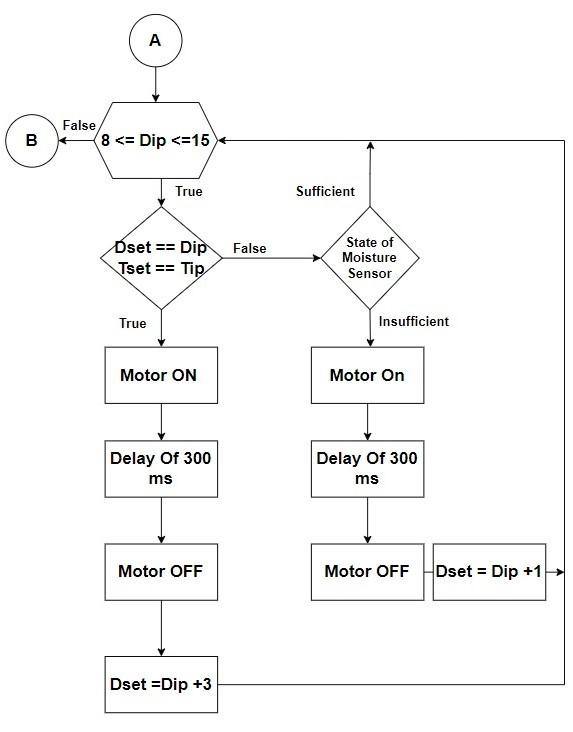 A
False
B
8 <= Dip <=15
True
Sufficient
Dset == Dip
Tset == Tip
False
State of
Moisture
Sensor
True
Insufficient
Motor ON
Motor On
Delay Of 300
ms
Delay Of 300
ms
Motor OFF
Motor OFF
Dset = Dip +1
Dset =Dip +3